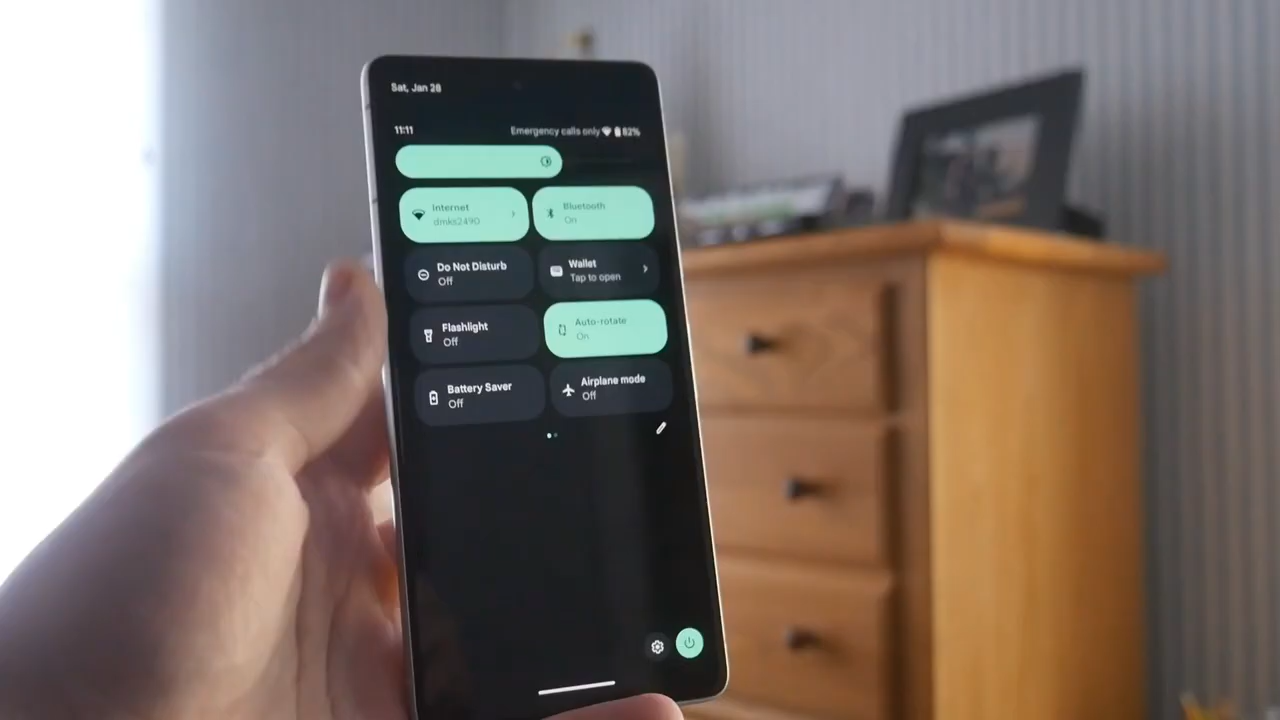 Sat, Jan 28
11:11 Emergency calls only 82%
Internet
dmks2490
Bluetooth
On
Do Not Disturb
Off
Wallet
Tap to open
Flashlight
Off
Auto-rotate
On
Battery Saver
Off
Airplane mode
Off